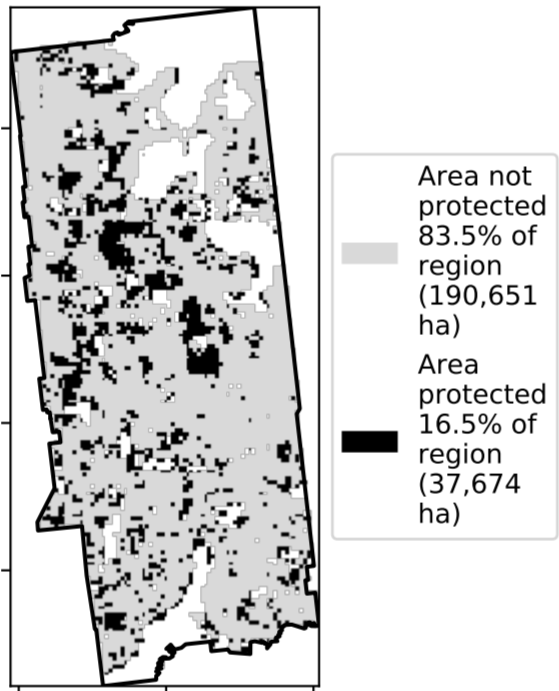 Area not
protected
83.5% of
region
(190,651
ha)
Area
protected
16.5% of
region
(37,674
ha)